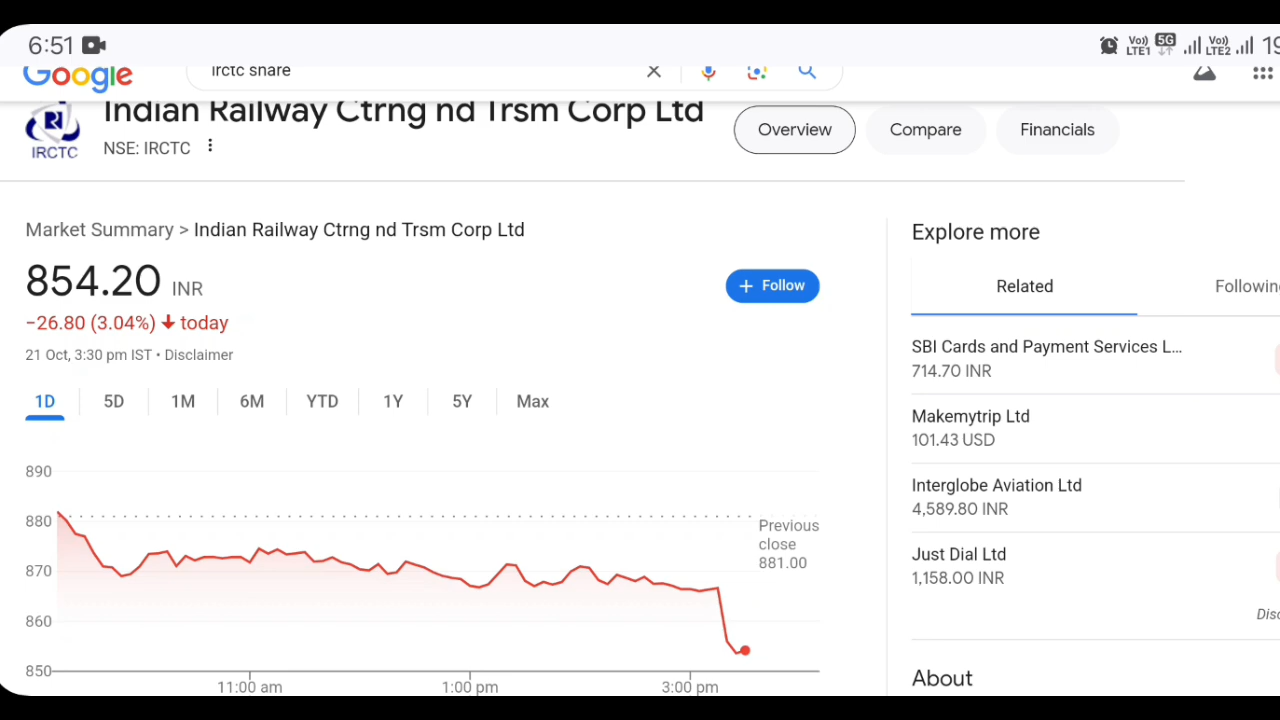 6:51
Vo)) LTE1 5G Vo)) LTE2
Google
irctc share
IRCTC
Indian Railway Ctrng nd Trsm Corp Ltd
NSE: IRCTC
Overview
Compare
Financials
Market Summary > Indian Railway Ctrng nd Trsm Corp Ltd
854.20 INR
+ Follow
−26.80 (3.04%) today
21 Oct, 3:30 pm IST • Disclaimer
1D 5D 1M 6M YTD 1Y 5Y Max
890
880
870
860
850
Previous
close
881.00
11:00 am 1:00 pm 3:00 pm
Explore more
Related
SBI Cards and Payment Services L...
714.70 INR
Makemytrip Ltd
101.43 USD
Interglobe Aviation Ltd
4,589.80 INR
Just Dial Ltd
1,158.00 INR
About